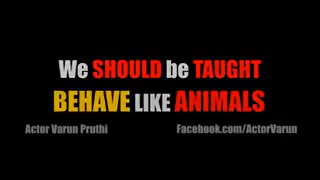 We SHOULD be TAUGHT
BEHAVE LIKE ANIMALS
Actor Varun Pruthi Facebook.com/ActorVarun